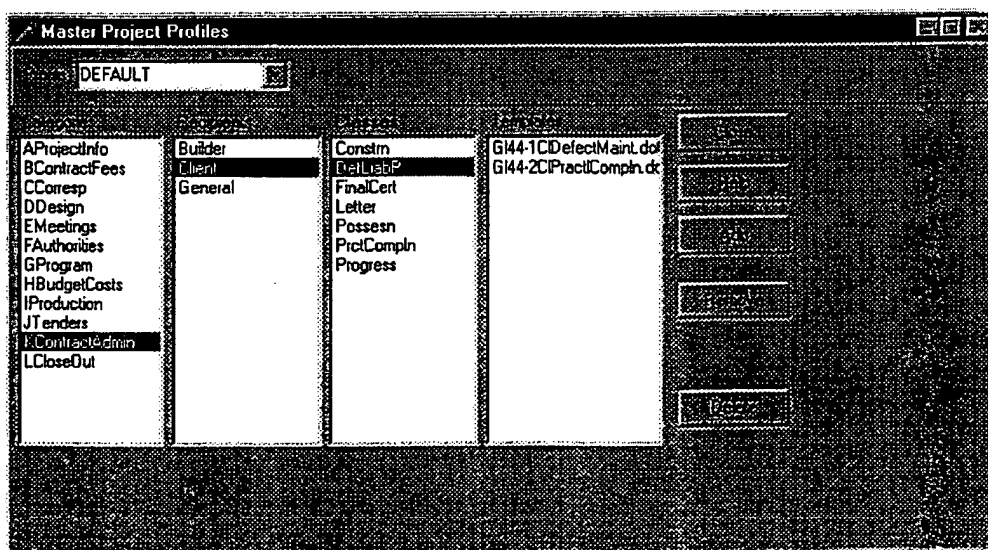 Master Project Profiles
DEFAULT
AProjectInfo
BContractFees
CCorresp
DDesign
EMeetings
FAuthorities
GProgram
HBudgetCosts
IProduction
JTenders
KContractAdmin
LCloseOut
Builder
Client
General
Constrn
DefLiabP
FinalCert
Letter
Possesn
PrctCompln
Progress
GI44-1ClDefectMaint.dot
GI44-2ClPractlCompln.dc